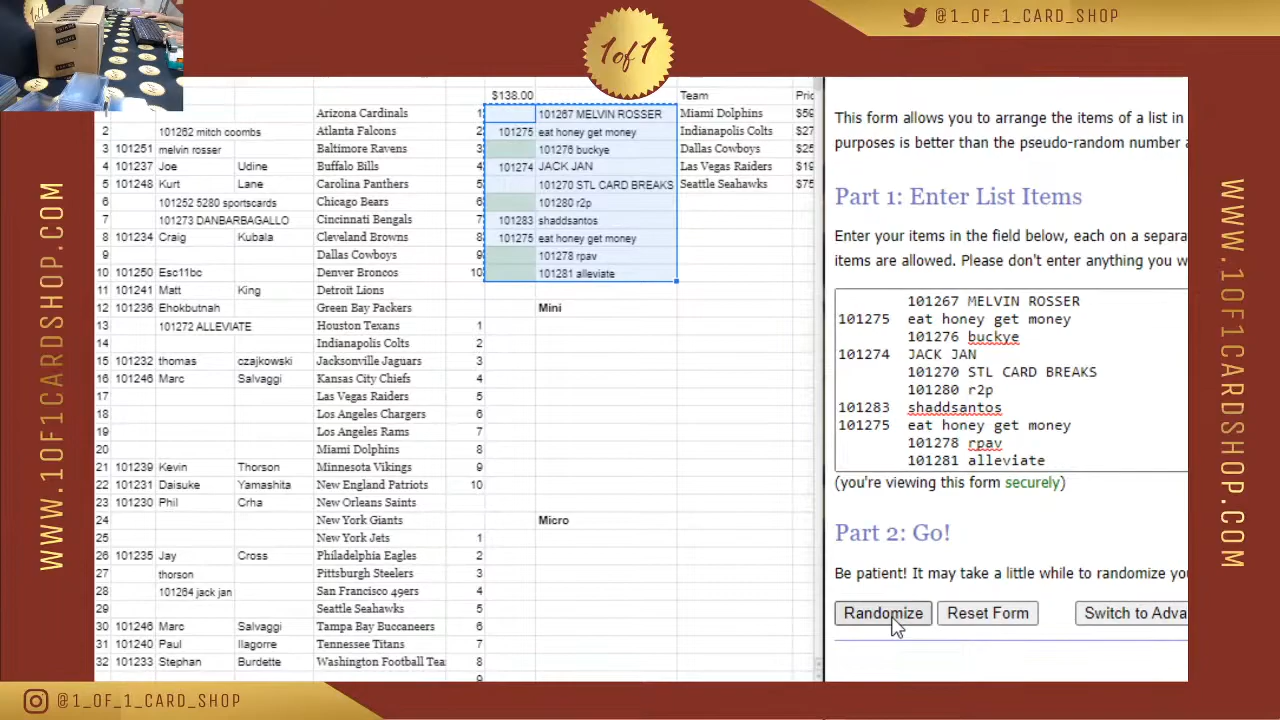 @1_OF_1_CARD_SHOP
1of1
WWW.1OF1CARDSHOP.COM
$138.00 Team
1 Arizona Cardinals 1 101267 MELVIN ROSSER Miami Dolphins
2 101262 mitch coombs Atlanta Falcons 2 101275 eat honey get money Indianapolis Colts
3 101251 melvin rosser Baltimore Ravens 3 101276 buckye Dallas Cowboys
4 101237 Joe Udine Buffalo Bills 4 101274 JACK JAN Las Vegas Raiders
5 101248 Kurt Lane Carolina Panthers 5 101270 STL CARD BREAKS Seattle Seahawks
6 101252 5280 sportscards Chicago Bears 6 101280 r2p
7 101273 DANBARBAGALLO Cincinnati Bengals 7 101283 shaddsantos
8 101234 Craig Kubala Cleveland Browns 8 101275 eat honey get money
9 Dallas Cowboys 9 101278 rpav
10 101250 Esc11bc Denver Broncos 10 101281 alleviate
11 101241 Matt King Detroit Lions
12 101236 Ehokbutnah Green Bay Packers Mini
13 101272 ALLEVIATE Houston Texans 1
14 Indianapolis Colts 2
15 101232 thomas czajkowski Jacksonville Jaguars 3
16 101246 Marc Salvaggi Kansas City Chiefs 4
17 Las Vegas Raiders 5
18 Los Angeles Chargers 6
19 Los Angeles Rams 7
20 Miami Dolphins 8
21 101239 Kevin Thorson Minnesota Vikings 9
22 101231 Daisuke Yamashita New England Patriots 10
23 101230 Phil Crha New Orleans Saints
24 New York Giants Micro
25 New York Jets 1
26 101235 Jay Cross Philadelphia Eagles 2
27 thorson Pittsburgh Steelers 3
28 101264 jack jan San Francisco 49ers 4
29 Seattle Seahawks 5
30 101246 Marc Salvaggi Tampa Bay Buccaneers 6
31 101240 Paul Ilagorre Tennessee Titans 7
32 101233 Stephan Burdette Washington Football Tea 8
This form allows you to arrange the items of a list in
purposes is better than the pseudo-random number
Part 1: Enter List Items
Enter your items in the field below, each on a separa
items are allowed. Please don't enter anything you w
101267 MELVIN ROSSER
101275 eat honey get money
101276 buckye
101274 JACK JAN
101270 STL CARD BREAKS
101280 r2p
101283 shaddsantos
101275 eat honey get money
101278 rpav
101281 alleviate
(you're viewing this form securely)
Part 2: Go!
Be patient! It may take a little while to randomize you
Randomize Reset Form Switch to Adva
WWW.1OF1CARDSHOP.COM
@1_OF_1_CARD_SHOP